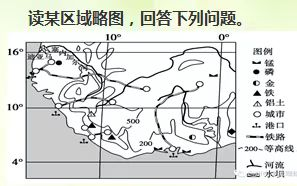 读某区域略图，回答下列问题。
16°
10°
0°
10°
4°
500
200
200
图例
锰
磷
金
铁
铝土
城市
港口
铁路
200 等高线
河流
水坝